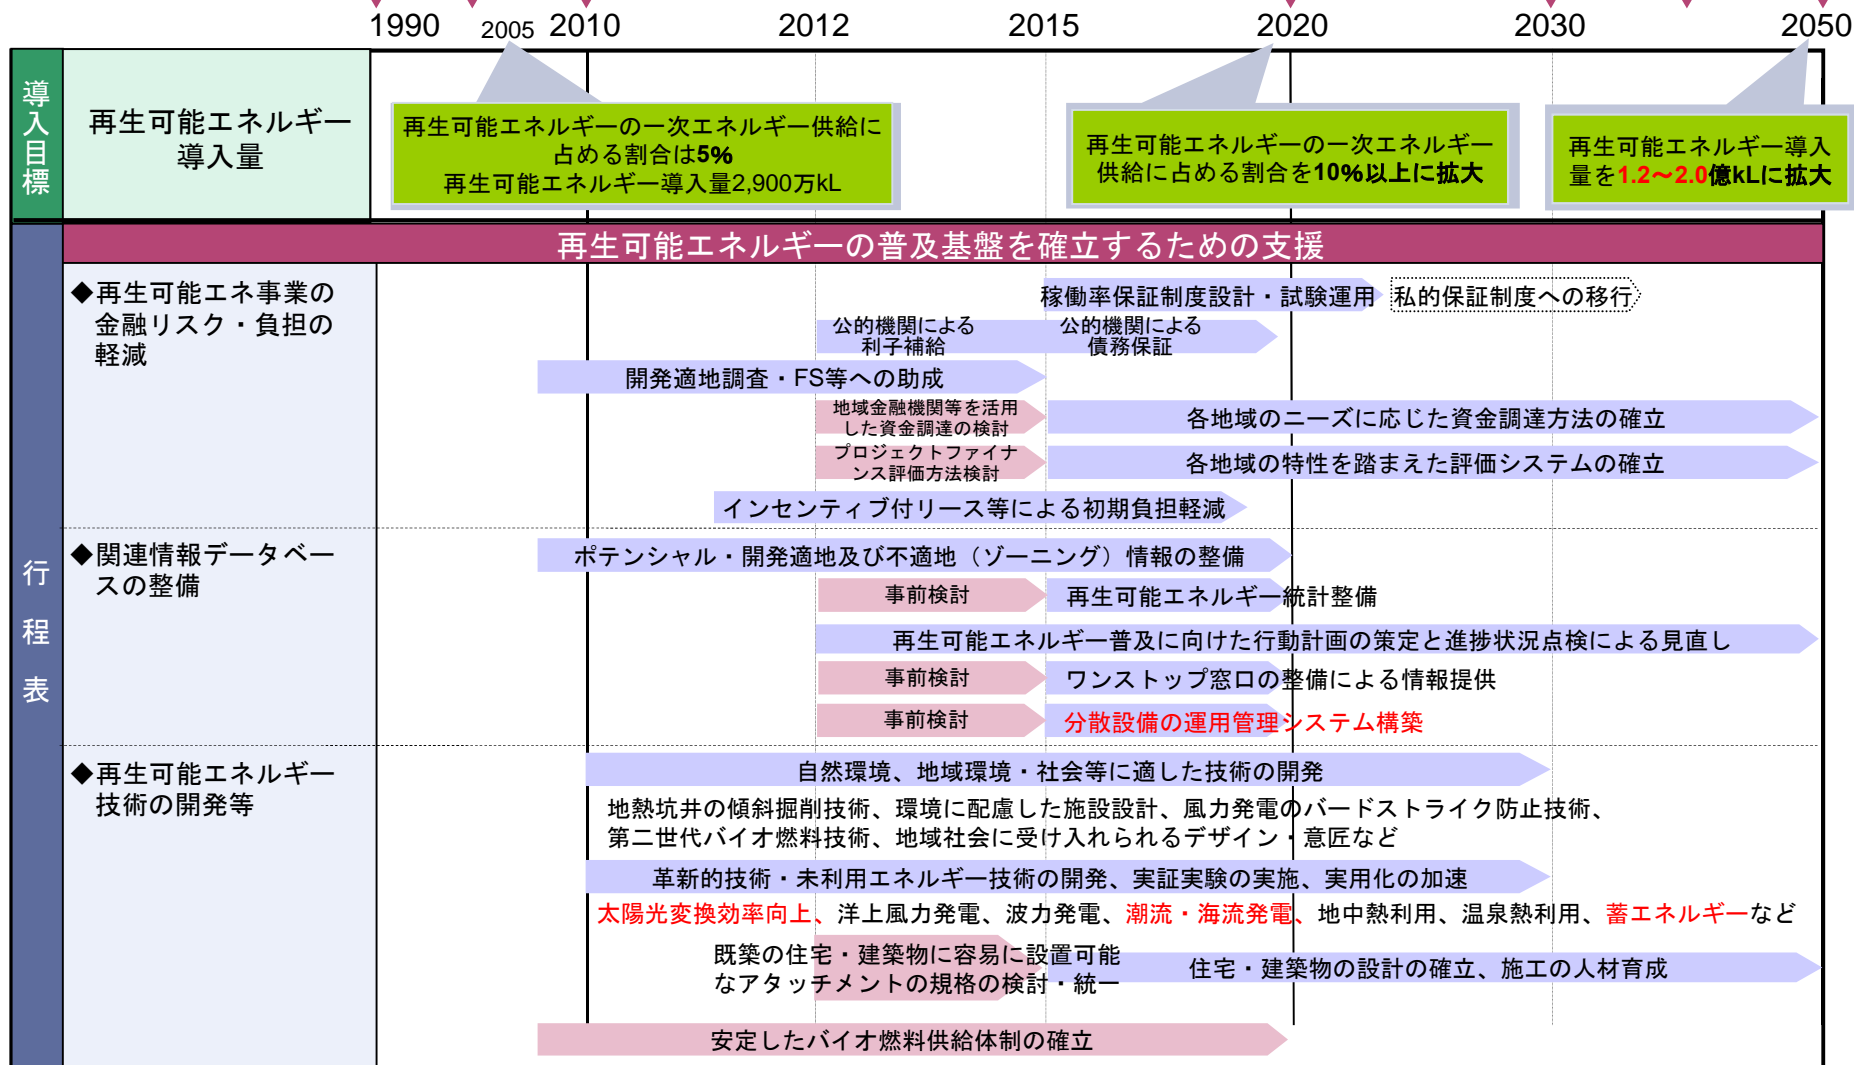 1990
2005
2010
2012
2015
2020
2030
2050
導入目標
再生可能エネルギー
導入量
再生可能エネルギーの一次エネルギー供給に
占める割合は5%
再生可能エネルギー導入量2,900万kL
再生可能エネルギーの一次エネルギー
供給に占める割合を10%以上に拡大
再生可能エネルギー導入
量を1.2～2.0億kLに拡大
行程表
再生可能エネルギーの普及基盤を確立するための支援
◆再生可能エネ事業の
金融リスク・負担の
軽減
稼働率保証制度設計・試験運用
私的保証制度への移行
公的機関による
利子補給
公的機関による
債務保証
開発適地調査・FS等への助成
地域金融機関等を活用
した資金調達の検討
各地域のニーズに応じた資金調達方法の確立
プロジェクトファイナ
ンス評価方法検討
各地域の特性を踏まえた評価システムの確立
インセンティブ付リース等による初期負担軽減
◆関連情報データベー
スの整備
ポテンシャル・開発適地及び不適地（ゾーニング）情報の整備
事前検討
再生可能エネルギー統計整備
再生可能エネルギー普及に向けた行動計画の策定と進捗状況点検による見直し
事前検討
ワンストップ窓口の整備による情報提供
事前検討
分散設備の運用管理システム構築
◆再生可能エネルギー
技術の開発等
自然環境、地域環境・社会等に適した技術の開発
地熱坑井の傾斜掘削技術、環境に配慮した施設設計、風力発電のバードストライク防止技術、
第二世代バイオ燃料技術、地域社会に受け入れられるデザイン・意匠など
革新的技術・未利用エネルギー技術の開発、実証実験の実施、実用化の加速
太陽光変換効率向上、洋上風力発電、波力発電、潮流・海流発電、地中熱利用、温泉熱利用、蓄エネルギーなど
既築の住宅・建築物に容易に設置可能
なアタッチメントの規格の検討・統一
住宅・建築物の設計の確立、施工の人材育成
安定したバイオ燃料供給体制の確立